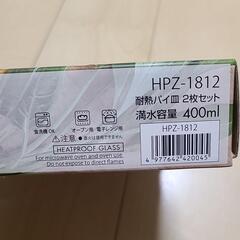 HPZ-1812
耐熱パイ皿 2枚セット
満水容量 400ml
食洗機OK
オーブン用
電子レンジ用
⚠注意
HEATPROOF GLASS
For microwave oven and oven use.
Do not expose to direct flames
HPZ-1812
4 977642 420045